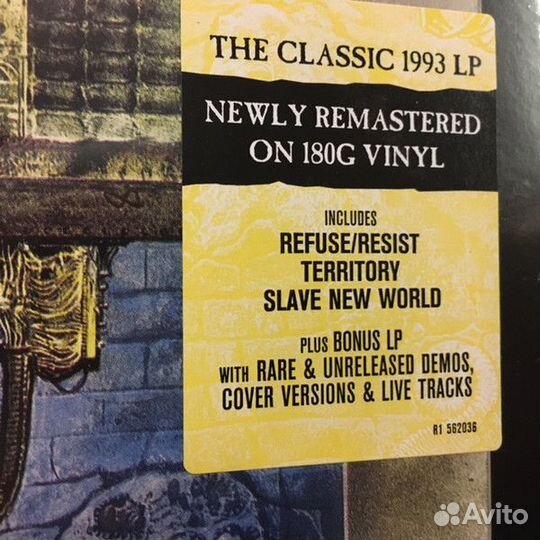 THE CLASSIC 1993 LP
NEWLY REMASTERED
ON 180G VINYL
INCLUDES
REFUSE/RESIST
TERRITORY
SLAVE NEW WORLD
PLUS BONUS LP
WITH RARE & UNRELEASED DEMOS,
COVER VERSIONS & LIVE TRACKS
R1 562036
Avito